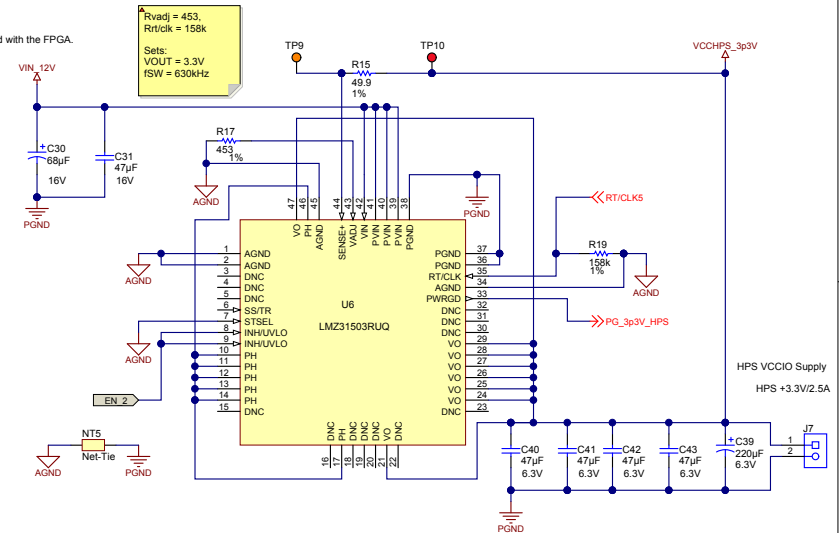 Rvadj = 453,
Rrt/clk = 158k
Sets:
VOUT = 3.3V
fSW = 630kHz
d with the FPGA.
VIN_12V
TP9
R15
49.9
1%
TP10
VCCHPS_3p3V
C30
68µF
16V
C31
47µF
16V
PGND
R17
453
1%
AGND
PGND
RT/CLK5
R19
158k
1%
AGND
PG_3p3V_HPS
47
46
45
44
43
42
41
40
39
38
VO
PH
AGND
SENSE+
VADJ
VIN
PVIN
PVIN
PVIN
PGND
U6
LMZ31503RUQ
1 AGND
2 AGND
3 DNC
4 DNC
5 DNC
6 SS/TR
7 STSEL
8 INH/UVLO
9 INH/UVLO
10 PH
11 PH
12 PH
13 PH
14 PH
15 DNC
PGND 37
PGND 36
RT/CLK 35
AGND 34
PWRGD 33
DNC 32
DNC 31
DNC 30
VO 29
VO 28
VO 27
VO 26
VO 25
VO 24
DNC 23
DNC
PH
DNC
DNC
DNC
VO
DNC
16
17
18
19
20
21
22
AGND
AGND
EN_2
NT5
Net-Tie
AGND
PGND
HPS VCCIO Supply
HPS +3.3V/2.5A
C40
47µF
6.3V
C41
47µF
6.3V
C42
47µF
6.3V
C43
47µF
6.3V
C39
220µF
6.3V
J7
1
2
PGND